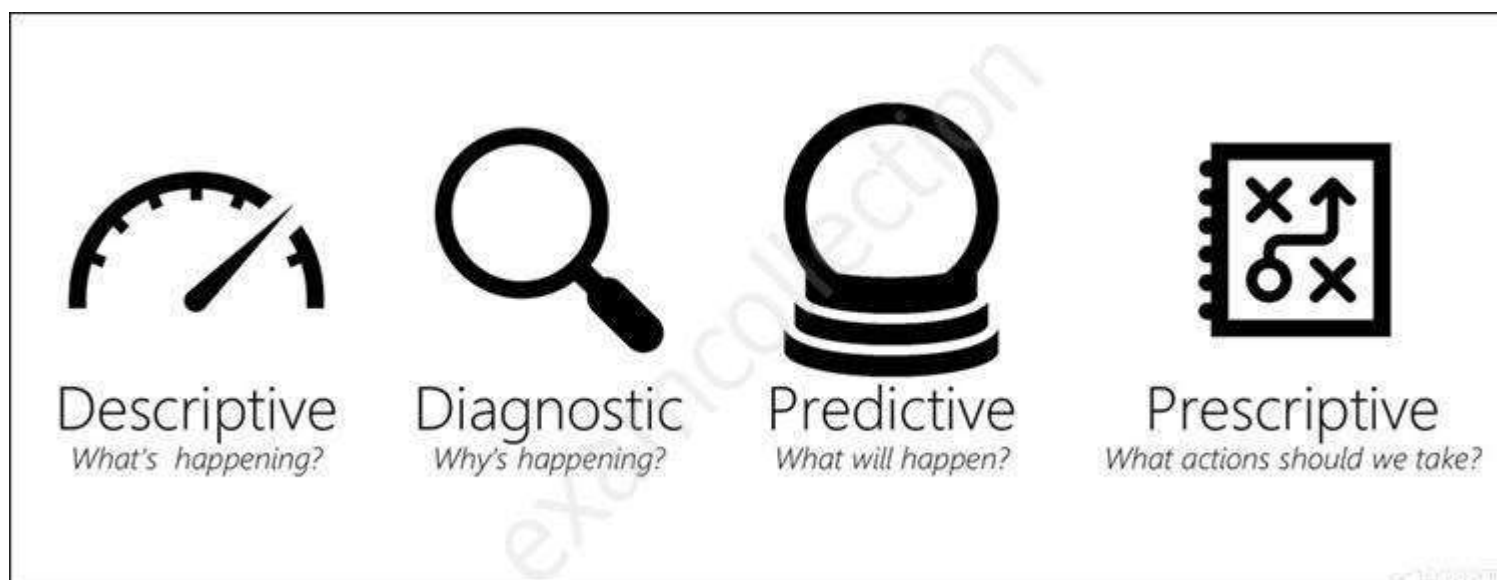 Descriptive
What's happening?
Diagnostic
Why's happening?
Predictive
What will happen?
Prescriptive
What actions should we take?
examcollection